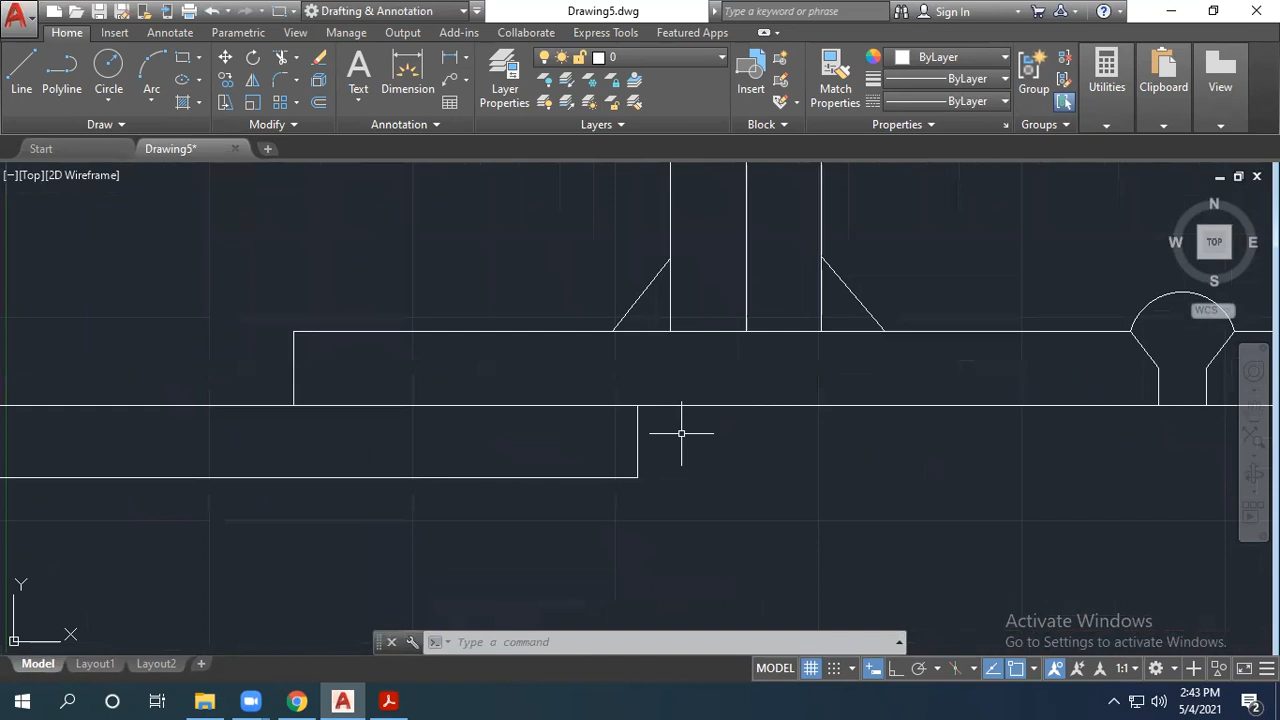 A Drafting & Annotation Drawing5.dwg Type a keyword or phrase Sign In
Home Insert Annotate Parametric View Manage Output Add-ins Collaborate Express Tools Featured Apps
Line Polyline Circle Arc Text Dimension Layer Properties 0 Insert Match Properties ByLayer ByLayer ByLayer Group Utilities Clipboard View
Draw Modify Annotation Layers Block Properties Groups
Start Drawing5*
[−][Top][2D Wireframe]
N
W TOP E
S
WCS
Y
X
Type a command
Activate Windows
Go to Settings to activate Windows.
Model Layout1 Layout2 MODEL 1:1
2:43 PM
5/4/2021
2